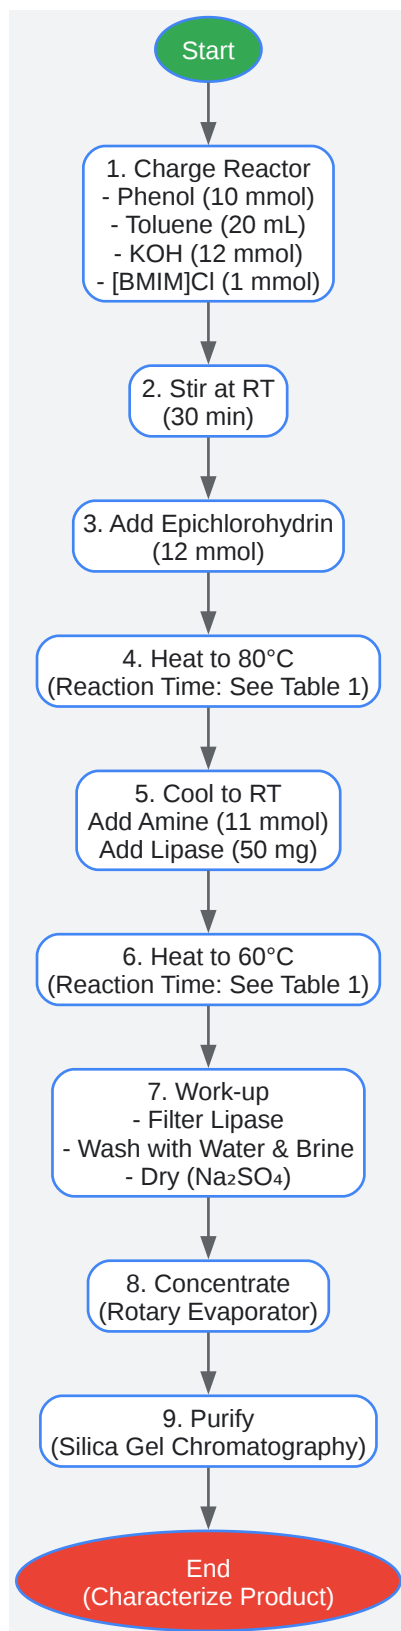 Start
1. Charge Reactor
- Phenol (10 mmol)
- Toluene (20 mL)
- KOH (12 mmol)
- [BMIM]Cl (1 mmol)
2. Stir at RT
(30 min)
3. Add Epichlorohydrin
(12 mmol)
4. Heat to 80°C
(Reaction Time: See Table 1)
5. Cool to RT
Add Amine (11 mmol)
Add Lipase (50 mg)
6. Heat to 60°C
(Reaction Time: See Table 1)
7. Work-up
- Filter Lipase
- Wash with Water & Brine
- Dry (Na₂SO₄)
8. Concentrate
(Rotary Evaporator)
9. Purify
(Silica Gel Chromatography)
End
(Characterize Product)